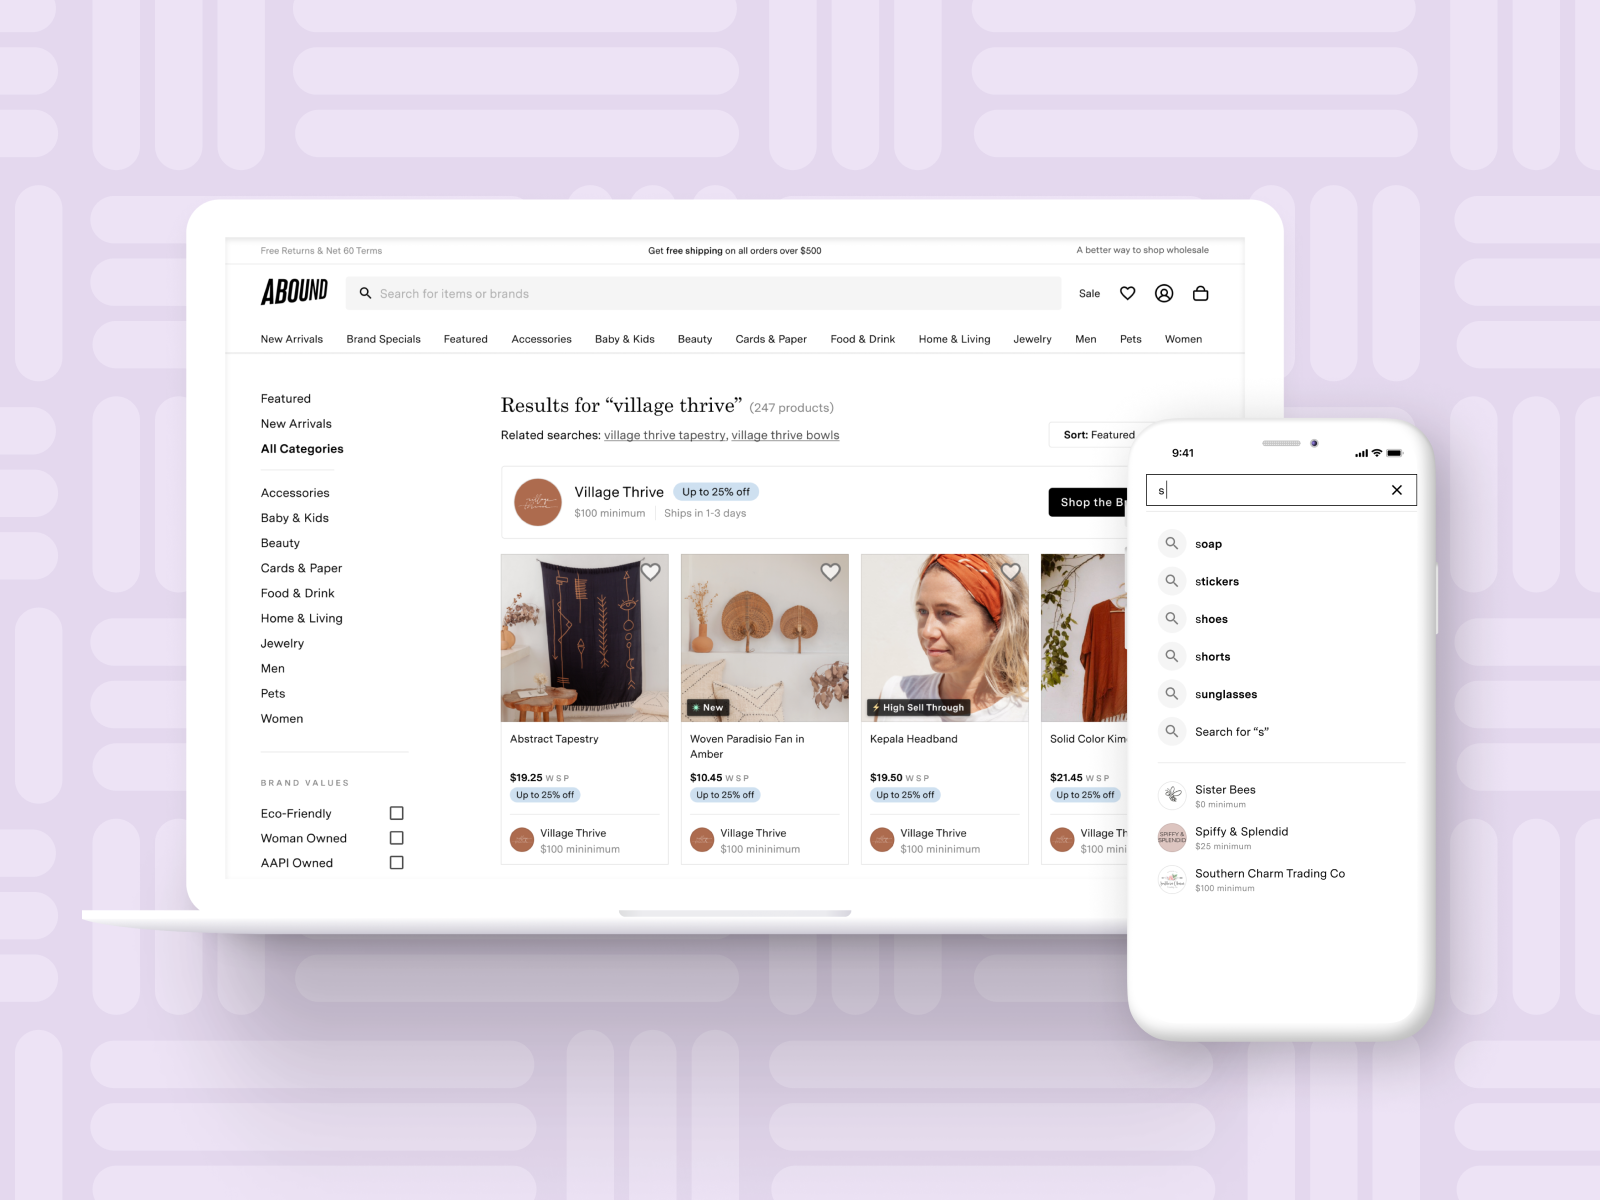 Free Returns & Net 60 Terms
Get free shipping on all orders over $500
A better way to shop wholesale
ABOUND
Search for items or brands
Sale
New Arrivals
Brand Specials
Featured
Accessories
Baby & Kids
Beauty
Cards & Paper
Food & Drink
Home & Living
Jewelry
Men
Pets
Women
Featured
New Arrivals
All Categories
Accessories
Baby & Kids
Beauty
Cards & Paper
Food & Drink
Home & Living
Jewelry
Men
Pets
Women
BRAND VALUES
Eco-Friendly
Woman Owned
AAPI Owned
Results for “village thrive” (247 products)
Related searches: village thrive tapestry, village thrive bowls
Sort: Featured
Village Thrive
Up to 25% off
$100 minimum
Ships in 1-3 days
Shop the B
Abstract Tapestry
$19.25 WSP
Up to 25% off
Village Thrive
$100 mininimum
New
Woven Paradisio Fan in
Amber
$10.45 WSP
Up to 25% off
Village Thrive
$100 mininimum
High Sell Through
Kepala Headband
$19.50 WSP
Up to 25% off
Village Thrive
$100 mininimum
Solid Color Kim
$21.45 WSP
Up to 25% off
Village Th
$100 mini
9:41
s
soap
stickers
shoes
shorts
sunglasses
Search for “s”
Sister Bees
$0 minimum
SPIFFY &
SPLENDID
Spiffy & Splendid
$25 minimum
Southern Charm Trading Co
$100 minimum